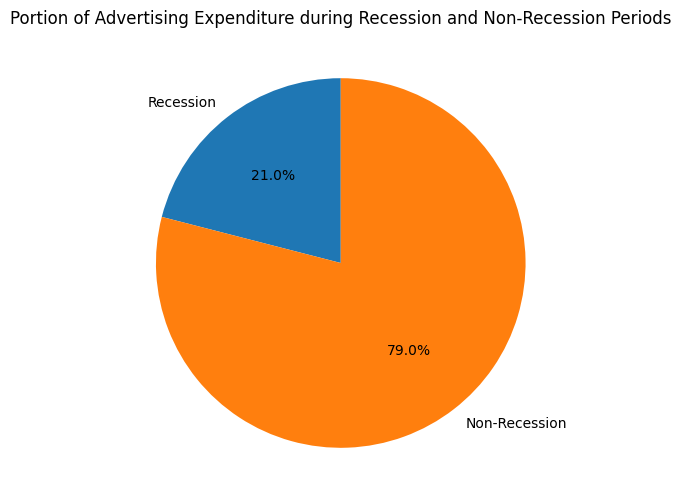 Portion of Advertising Expenditure during Recession and Non-Recession Periods
Recession
21.0%
79.0%
Non-Recession